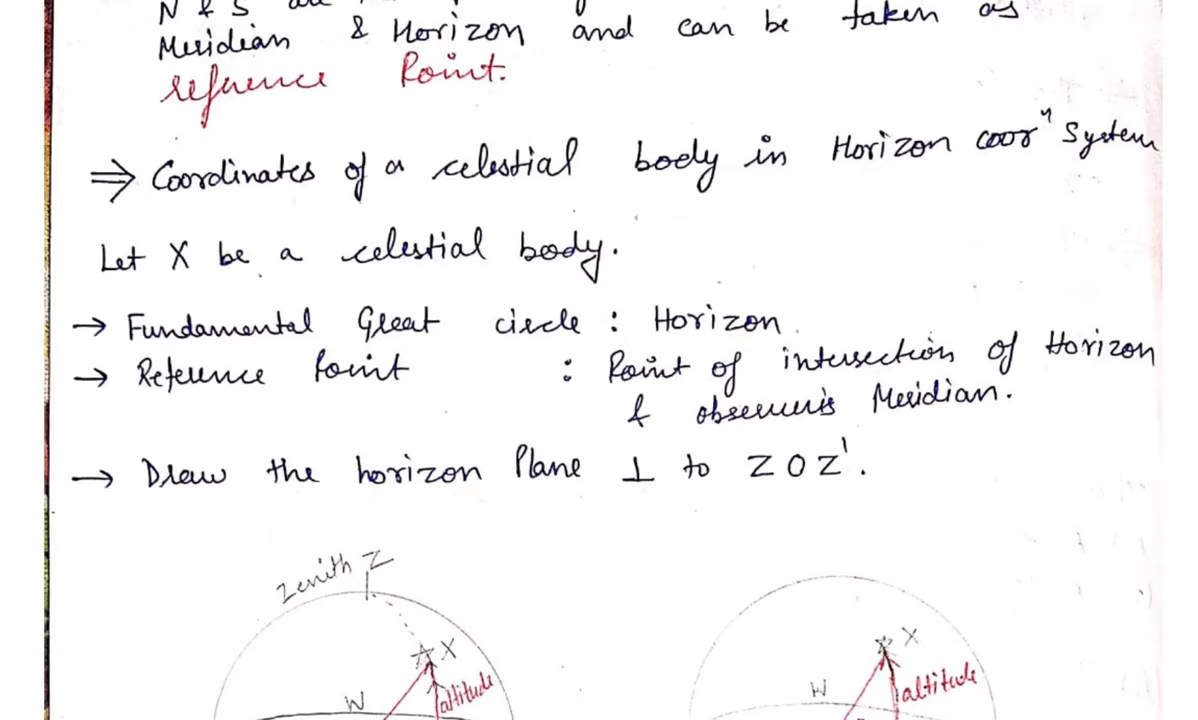 N & S are
Meridian & Horizon and can be taken as
reference Point.
⇒ Coordinates of a celestial body in Horizon coorⁿ System
Let X be a celestial body.
→ Fundamental Great circle : Horizon
→ Reference Point : Point of intersection of Horizon
& observer's Meridian.
→ Draw the horizon Plane ⊥ to ZOZ'.
Zenith Z
X
X
altitude
altitude
W
W